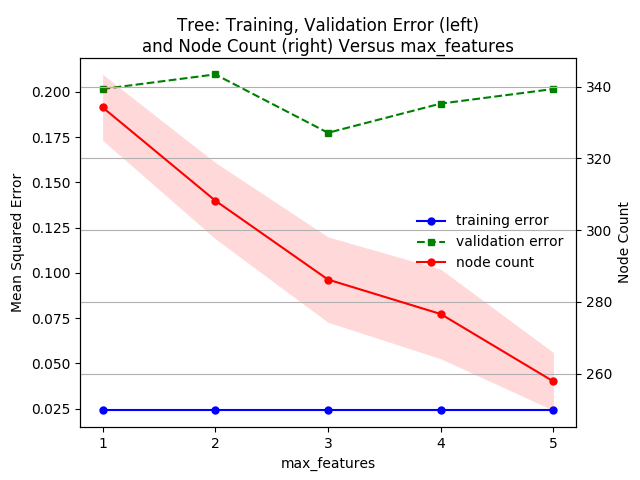 Tree: Training, Validation Error (left)
and Node Count (right) Versus max_features
Mean Squared Error
0.200
0.175
0.150
0.125
0.100
0.075
0.050
0.025
training error
validation error
node count
340
320
300
280
260
Node Count
1 2 3 4 5
max_features